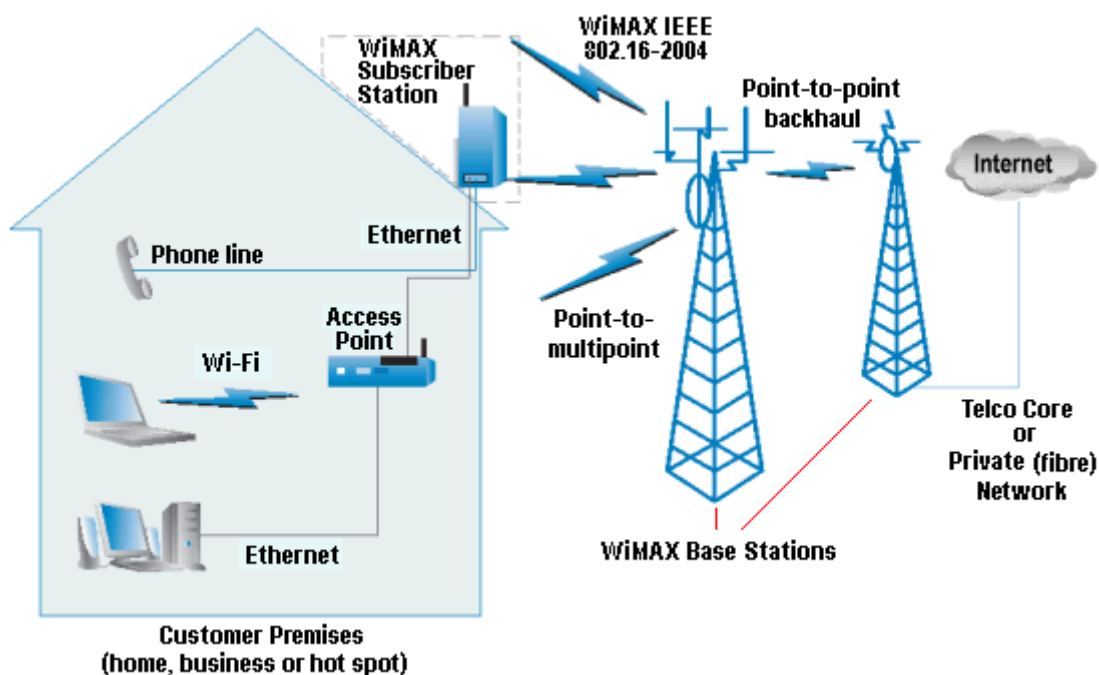 WiMAX
Subscriber
Station
WiMAX IEEE
802.16-2004
Point-to-point
backhaul
Internet
Ethernet
Phone line
Access
Point
Wi-Fi
Point-to-
multipoint
Telco Core
or
Private (fibre)
Network
Ethernet
WiMAX Base Stations
Customer Premises
(home, business or hot spot)